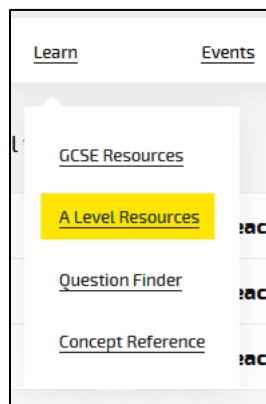 Learn Events
GCSE Resources
A Level Resources
Question Finder
Concept Reference